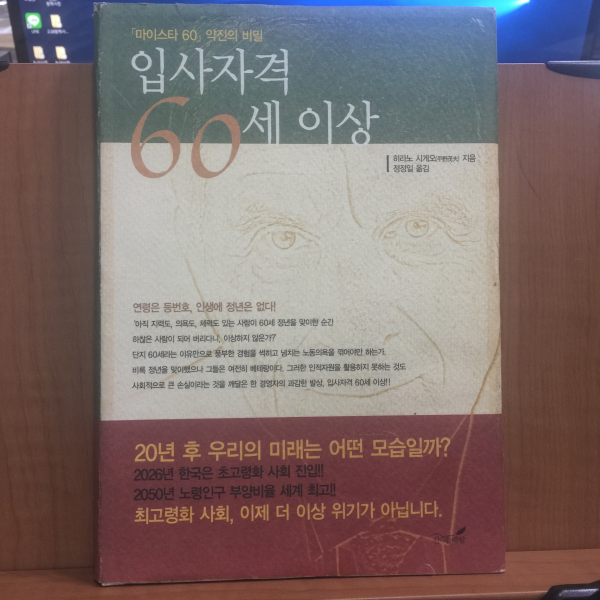 「마이스타 60」 약진의 비밀
입사자격
60세 이상
히라노 시게오(平野茂夫) 지음
정정일 옮김
연령은 등번호, 인생에 정년은 없다!
'아직 지력도, 의욕도, 체력도 있는 사람이 60세 정년을 맞이한 순간
하찮은 사람이 되어 버리다니, 이상하지 않은가?'
단지 60세라는 이유만으로 풍부한 경험을 썩히고 넘치는 노동의욕을 꺾어야만 하는가.
비록 정년을 맞이했으나 그들은 여전히 베테랑이다. 그러한 인적자원을 활용하지 못하는 것도
사회적으로 큰 손실이라는 것을 깨달은 한 경영자의 과감한 발상, 입사자격 60세 이상!!
20년 후 우리의 미래는 어떤 모습일까?
2026년 한국은 초고령화 사회 진입!!
2050년 노령인구 부양비율 세계 최고!!
최고령화 사회, 이제 더 이상 위기가 아닙니다.